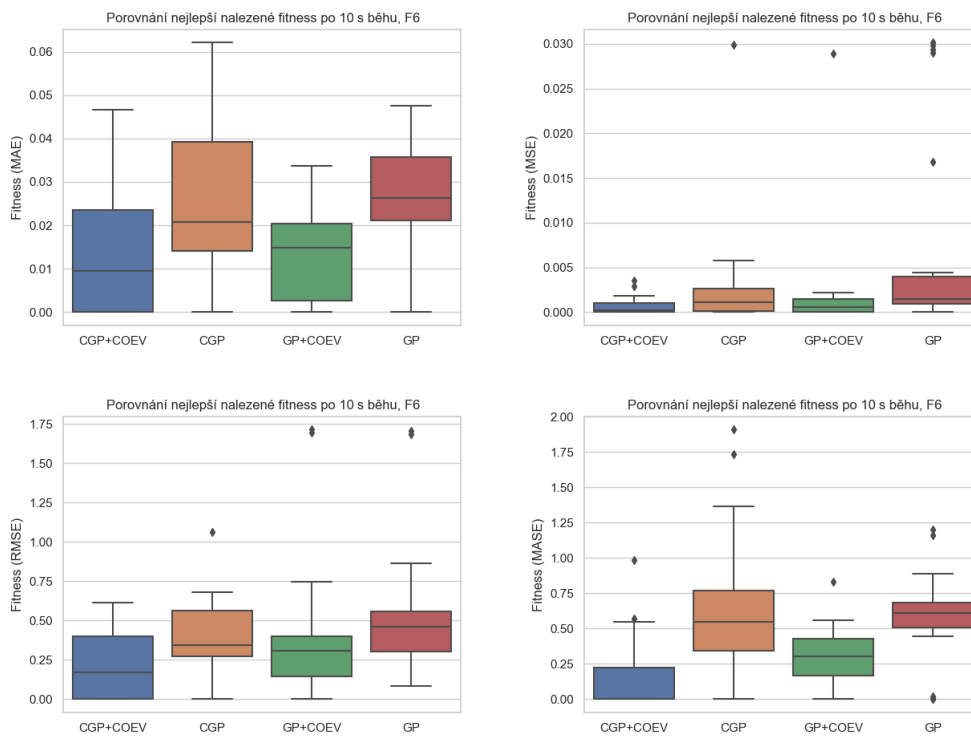 Porovnání nejlepší nalezené fitness po 10 s běhu, F6
Fitness (MAE)
0.06
0.05
0.04
0.03
0.02
0.01
0.00
CGP+COEV CGP GP+COEV GP
Porovnání nejlepší nalezené fitness po 10 s běhu, F6
Fitness (MSE)
0.030
0.025
0.020
0.015
0.010
0.005
0.000
CGP+COEV CGP GP+COEV GP
Porovnání nejlepší nalezené fitness po 10 s běhu, F6
Fitness (RMSE)
1.75
1.50
1.25
1.00
0.75
0.50
0.25
0.00
CGP+COEV CGP GP+COEV GP
Porovnání nejlepší nalezené fitness po 10 s běhu, F6
Fitness (MASE)
2.00
1.75
1.50
1.25
1.00
0.75
0.50
0.25
0.00
CGP+COEV CGP GP+COEV GP